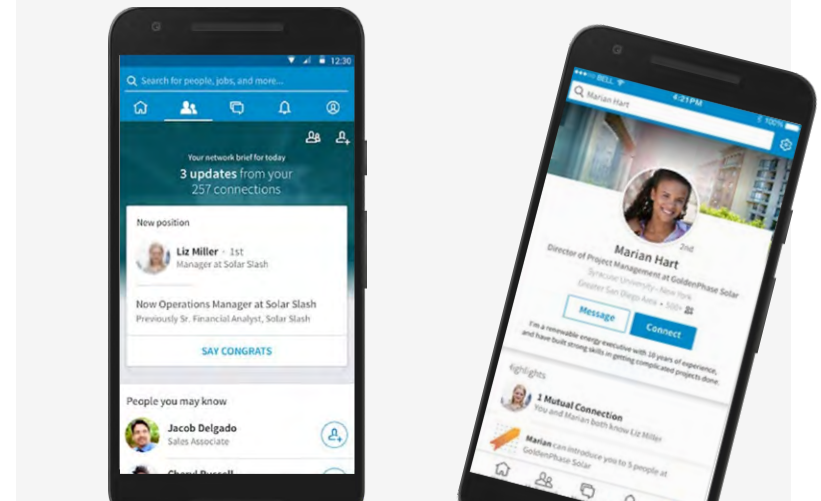 12:30
Search for people, jobs, and more...
Your network brief for today
3 updates from your
257 connections
New position
Liz Miller · 1st
Manager at Solar Slash
Now Operations Manager at Solar Slash
Previously Sr. Financial Analyst, Solar Slash
SAY CONGRATS
People you may know
Jacob Delgado
Sales Associate
Cheryl Russell
BELL
4:21PM
100%
Marian Hart
2nd
Marian Hart
Director of Project Management at GoldenPhase Solar
Syracuse University - New York
Greater San Diego Area • 500+
Message
Connect
I'm a renewable energy executive with 10 years of experience,
and have built strong skills in getting complicated projects done.
Highlights
1 Mutual Connection
You and Marian both know Liz Miller
Marian can introduce you to 5 people at
GoldenPhase Solar